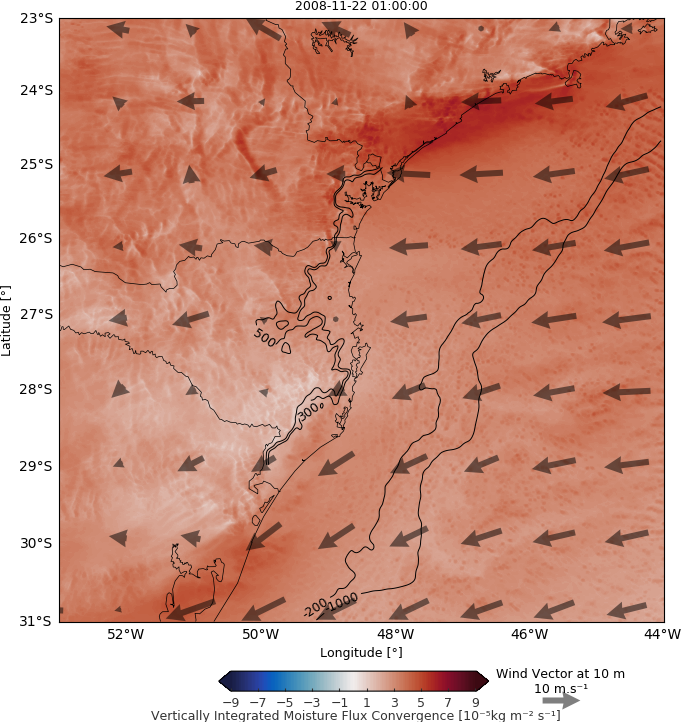 2008-11-22 01:00:00
23°S
24°S
25°S
26°S
27°S
28°S
29°S
30°S
31°S
Latitude [°]
500
300
-200
-1000
52°W 50°W 48°W 46°W 44°W
Longitude [°]
Wind Vector at 10 m
10 m.s⁻¹
−9 −7 −5 −3 −1 1 3 5 7 9
Vertically Integrated Moisture Flux Convergence [10⁻⁵kg m⁻² s⁻¹]